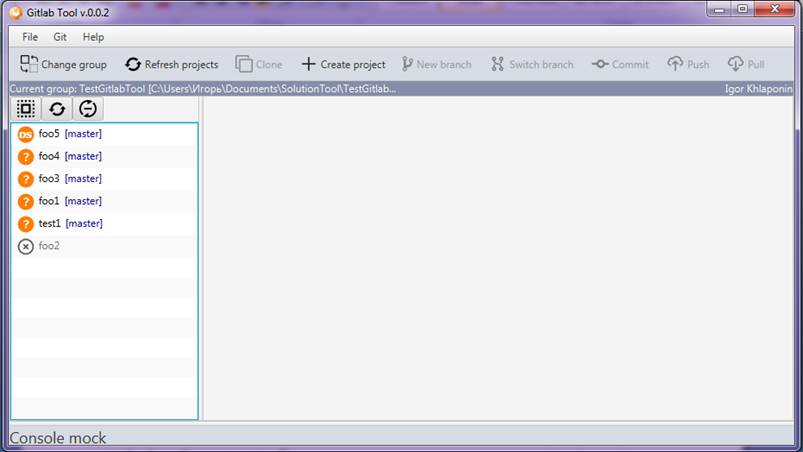 Gitlab Tool v.0.0.2
File Git Help
Change group Refresh projects Clone Create project New branch Switch branch Commit Push Pull
Current group: TestGitlabTool [C:\Users\Игорь\Documents\SolutionTool\TestGitlab... Igor Khlaponin
DS foo5 [master]
? foo4 [master]
? foo3 [master]
? foo1 [master]
? test1 [master]
foo2
Console mock